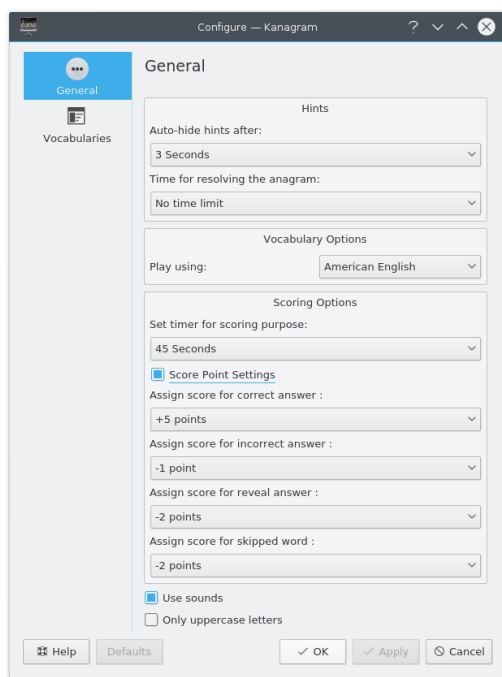 Configure — Kanagram
General
Vocabularies
General
Hints
Auto-hide hints after:
3 Seconds
Time for resolving the anagram:
No time limit
Vocabulary Options
Play using:
American English
Scoring Options
Set timer for scoring purpose:
45 Seconds
Score Point Settings
Assign score for correct answer :
+5 points
Assign score for incorrect answer :
-1 point
Assign score for reveal answer :
-2 points
Assign score for skipped word :
-2 points
Use sounds
Only uppercase letters
Help
Defaults
OK
Apply
Cancel